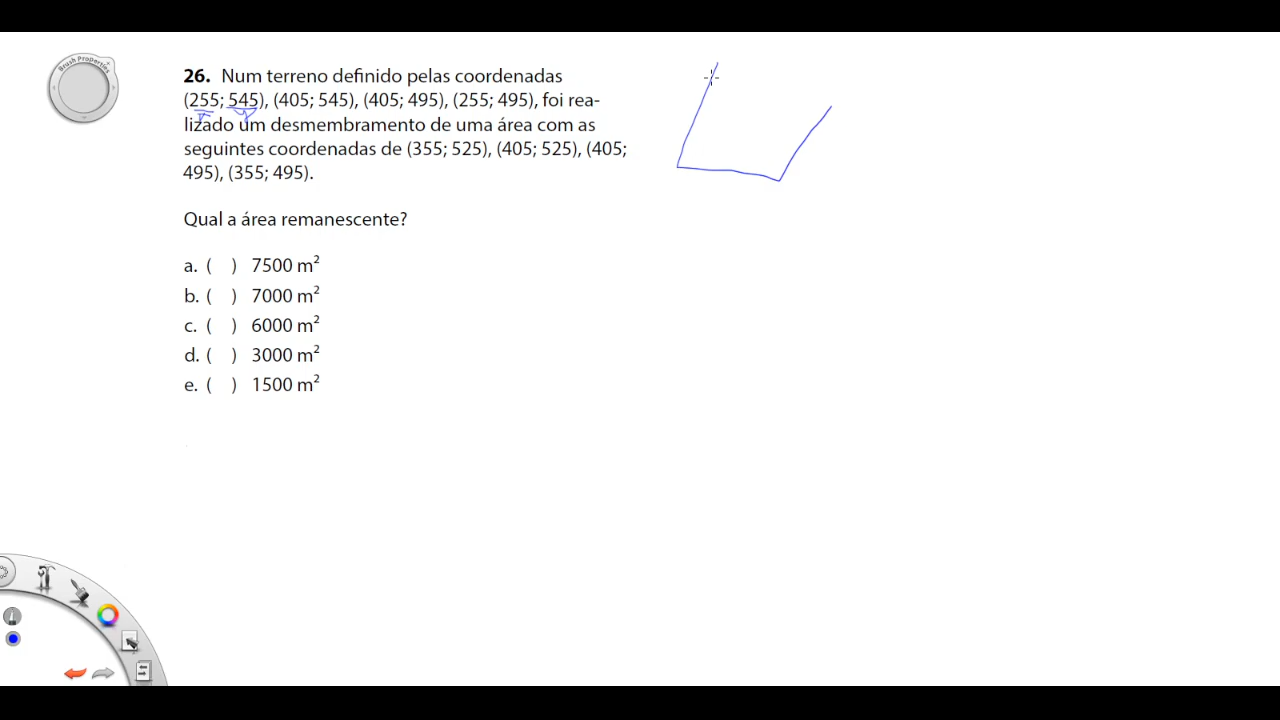 Brush Properties
26. Num terreno definido pelas coordenadas
(255; 545), (405; 545), (405; 495), (255; 495), foi rea-
lizado um desmembramento de uma área com as
seguintes coordenadas de (355; 525), (405; 525), (405;
495), (355; 495).
Qual a área remanescente?
a. ( ) 7500 m²
b. ( ) 7000 m²
c. ( ) 6000 m²
d. ( ) 3000 m²
e. ( ) 1500 m²